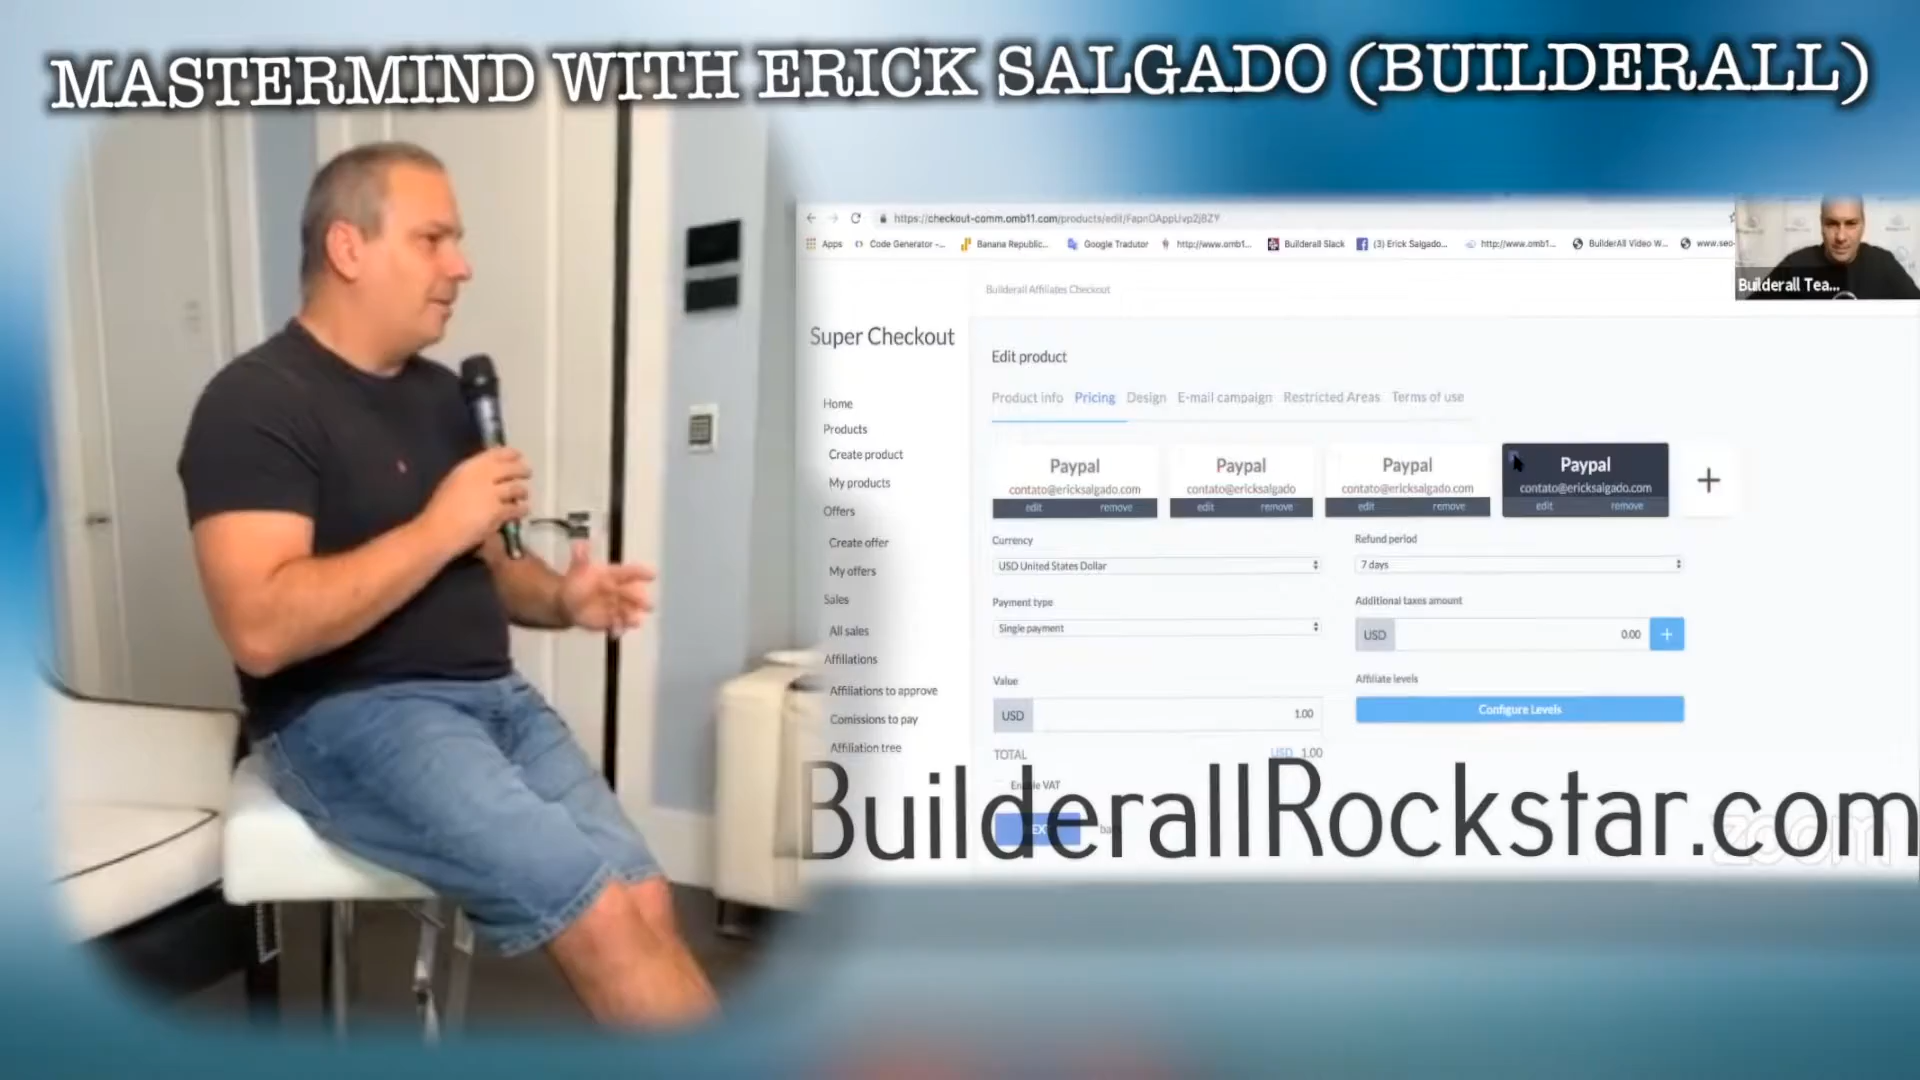 MASTERMIND WITH ERICK SALGADO (BUILDERALL)
https://checkout-comm.omb11.com/products/edit/
Apps Code Generator -... Banana Republic... Google Tradutor http://www.omb1... Builderall Slack (3) Erick Salgado... http://www.omb1... BuilderAll Video W... www.seo-
Builderall Tea...
Builderall Affiliates Checkout
Super Checkout
Home
Products
Create product
My products
Offers
Create offer
My offers
Sales
All sales
Affiliations
Affiliations to approve
Comissions to pay
Affiliation tree
Edit product
Product info Pricing Design E-mail campaign Restricted Areas Terms of use
Paypal Paypal Paypal Paypal
contato@ericksalgado.com contato@ericksalgado contato@ericksalgado.com contato@ericksalgado.com
edit remove edit remove edit remove edit remove
+
Currency Refund period
USD United States Dollar 7 days
Payment type Additional taxes amount
Single payment USD 0.00 +
Value Affiliate levels
USD 1.00 Configure Levels
TOTAL USD 1.00
Enable VAT
BuilderallRockstar.com
zoom